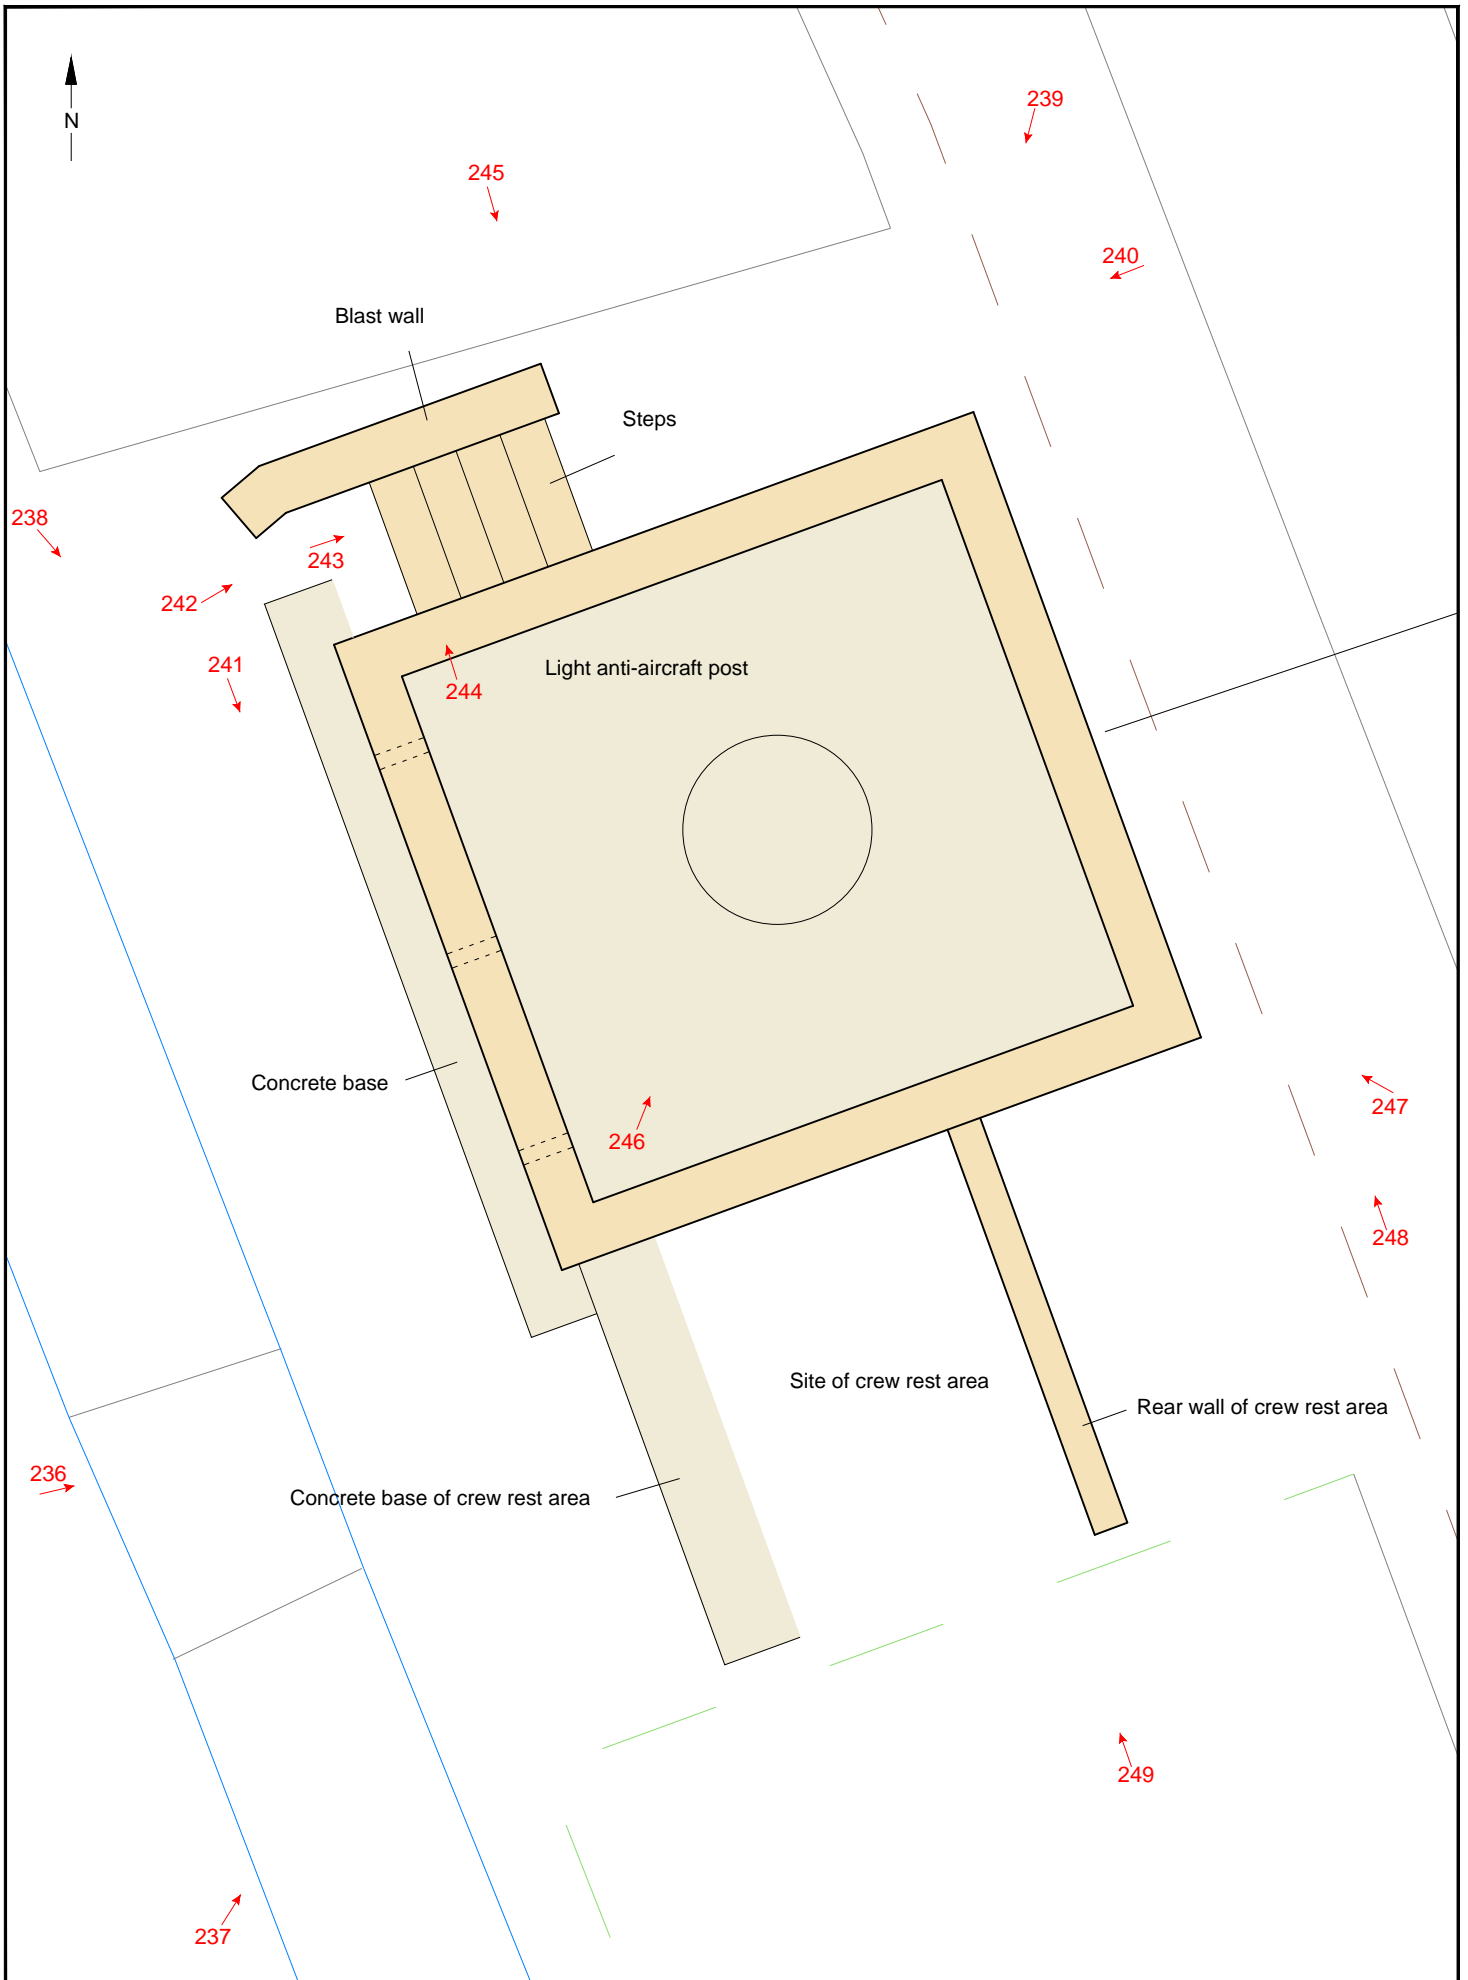 239
N
245
240
Blast wall
Steps
238
243
242
241
Light anti-aircraft post
244
Concrete base
247
246
248
Site of crew rest area
Rear wall of crew rest area
236
Concrete base of crew rest area
249
237